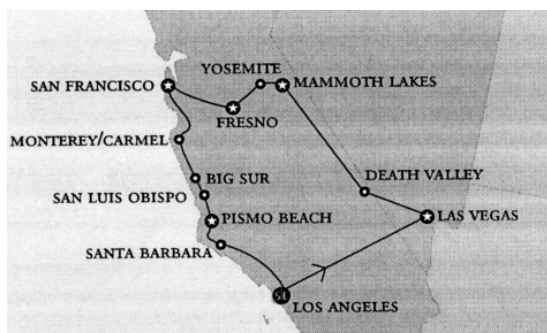 YOSEMITE
SAN FRANCISCO
MAMMOTH LAKES
FRESNO
MONTEREY/CARMEL
BIG SUR
DEATH VALLEY
SAN LUIS OBISPO
PISMO BEACH
LAS VEGAS
SANTA BARBARA
SL
LOS ANGELES